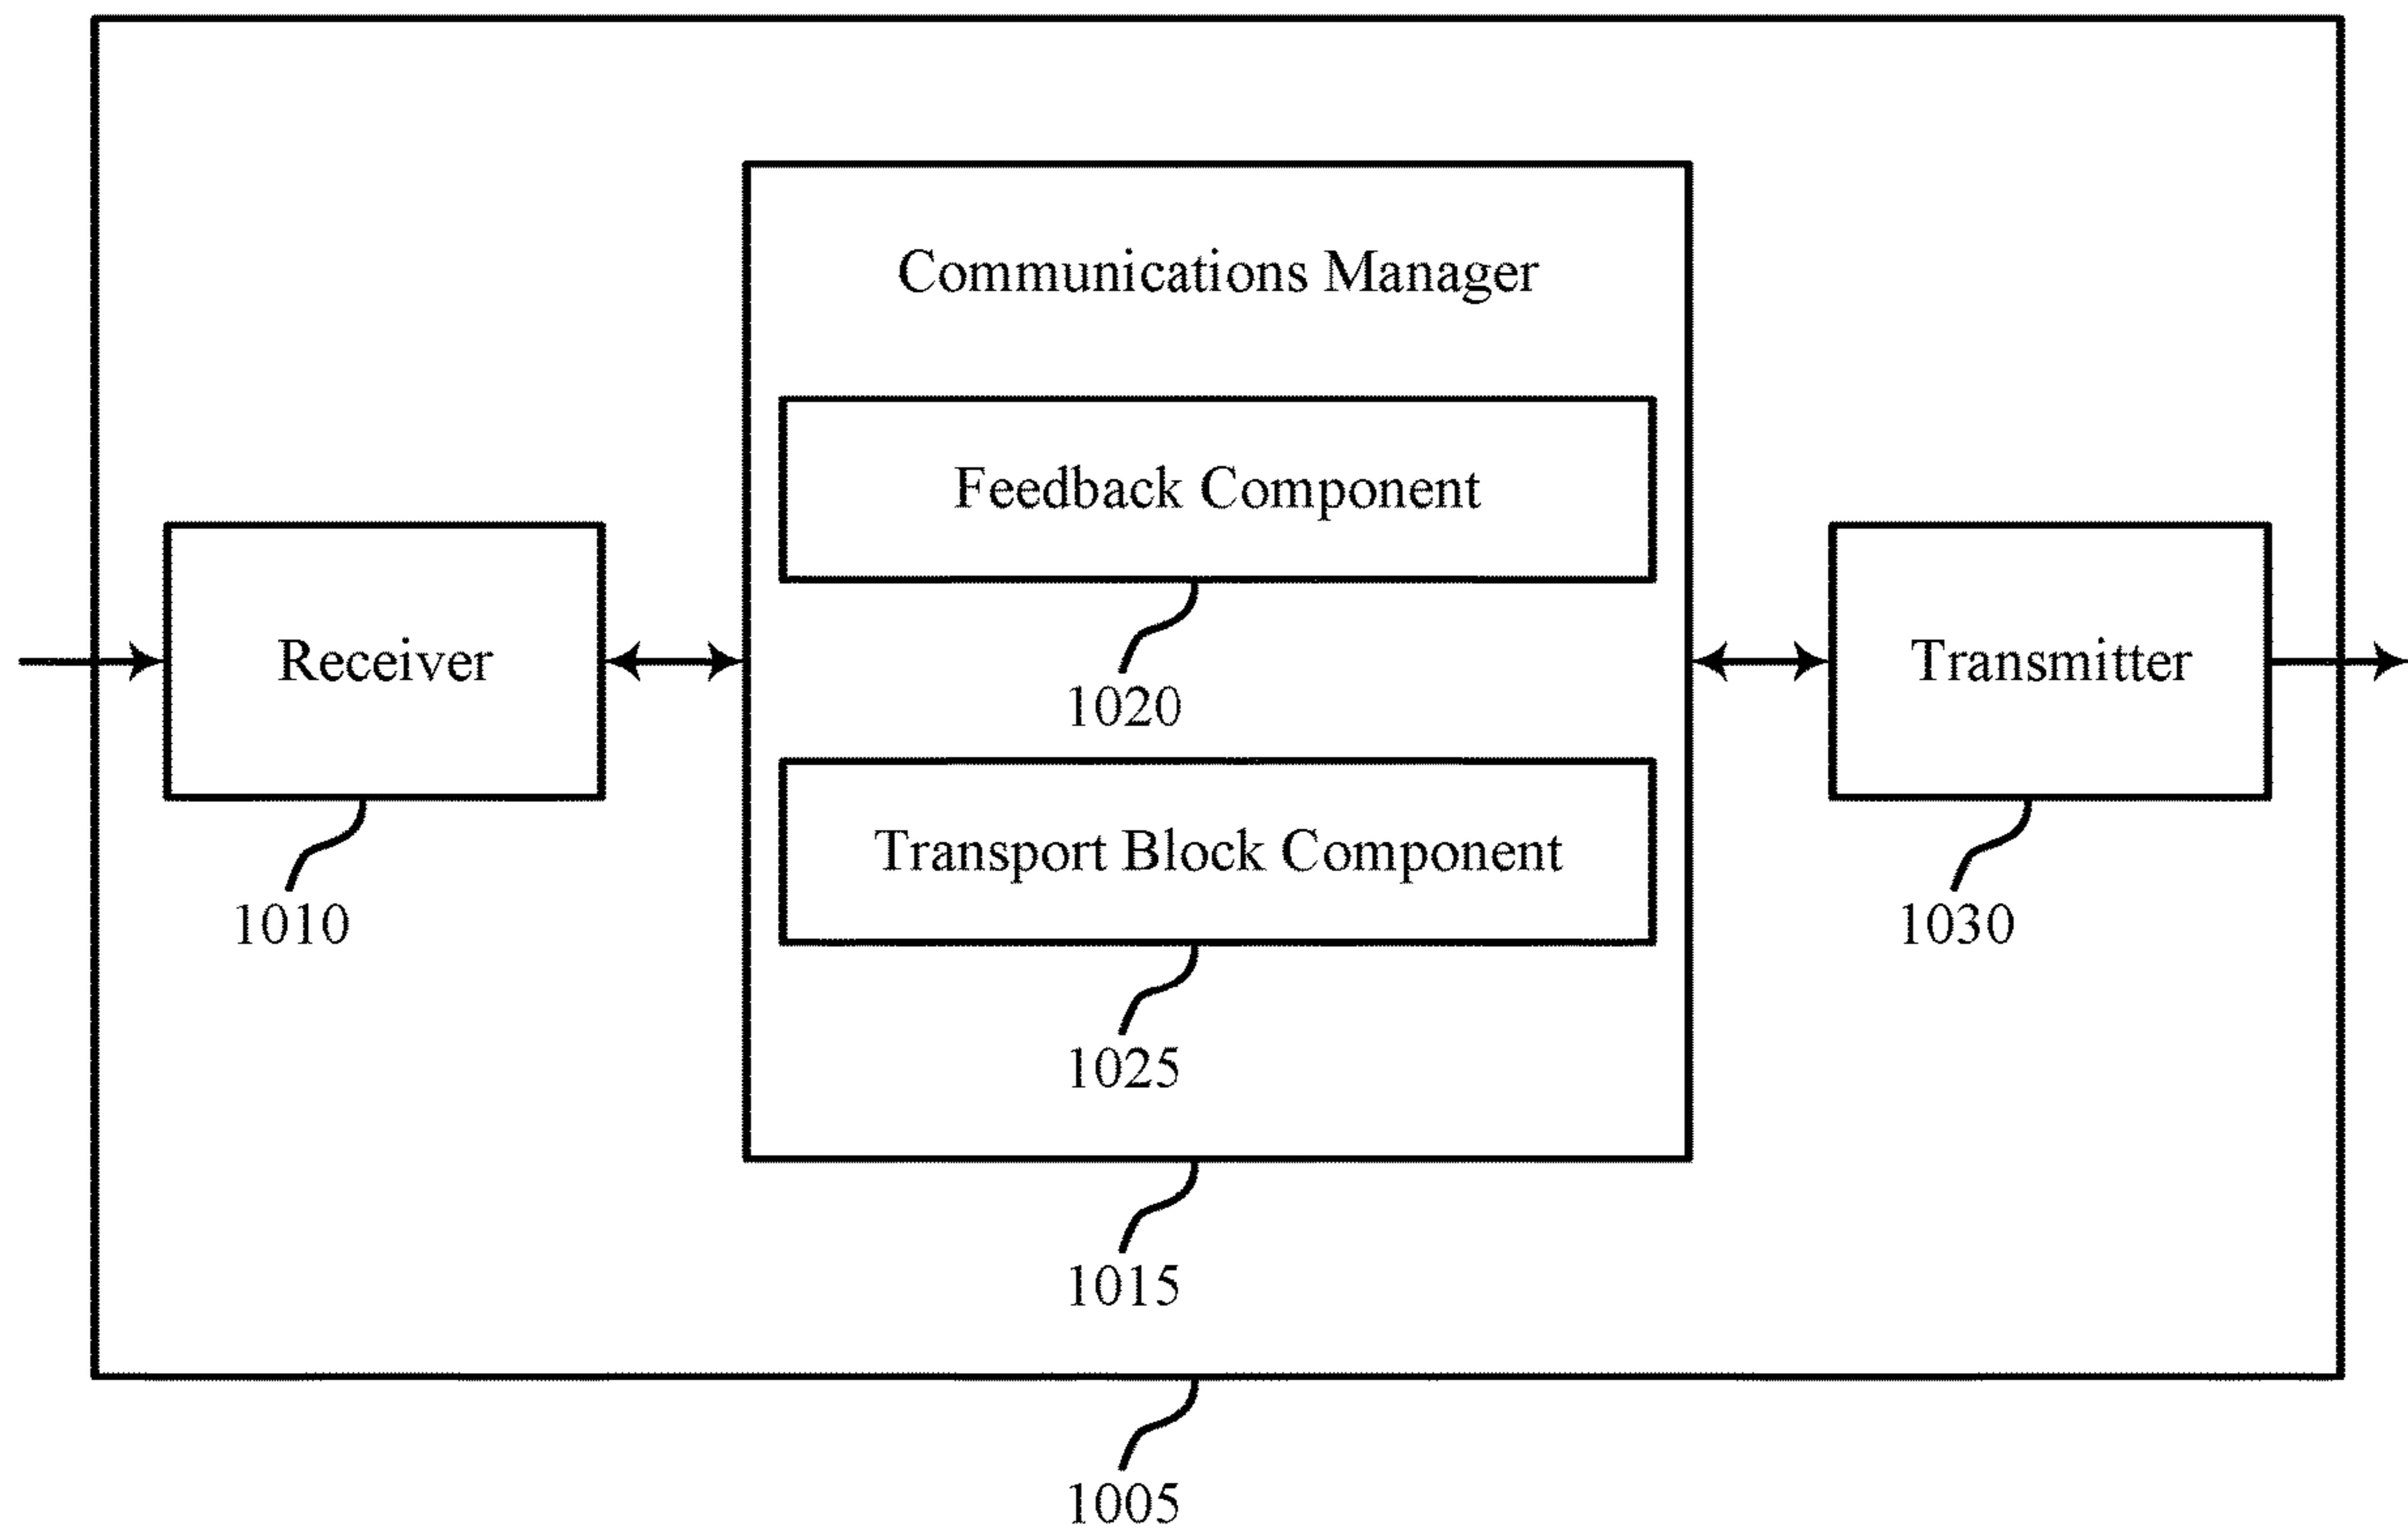 Communications Manager
Feedback Component
1020
Receiver
1010
Transport Block Component
1025
Transmitter
1030
1015
1005